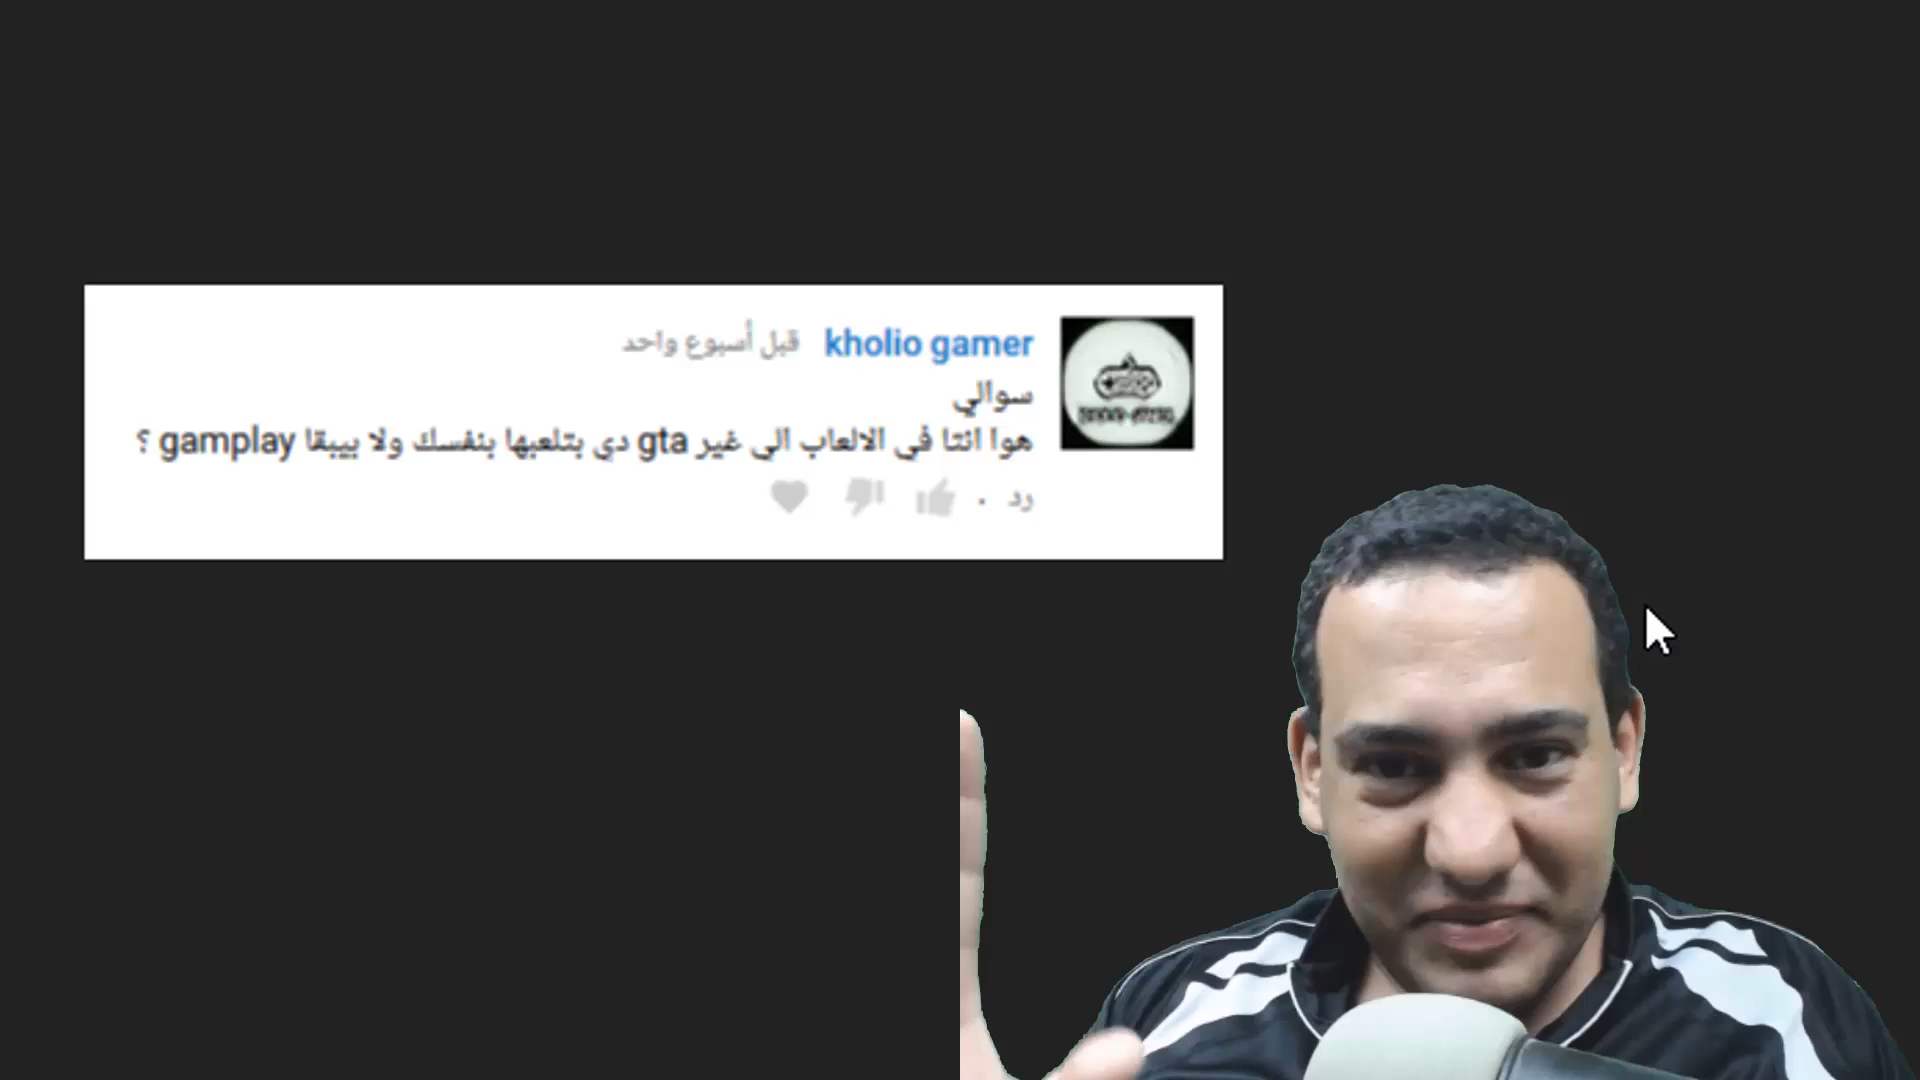 kholio gamer قبل أسبوع واحد
سوالي
هوا انتا في الالعاب الي غير gta دي بتلعبها بنفسك ولا بيبقا gamplay ؟
رد